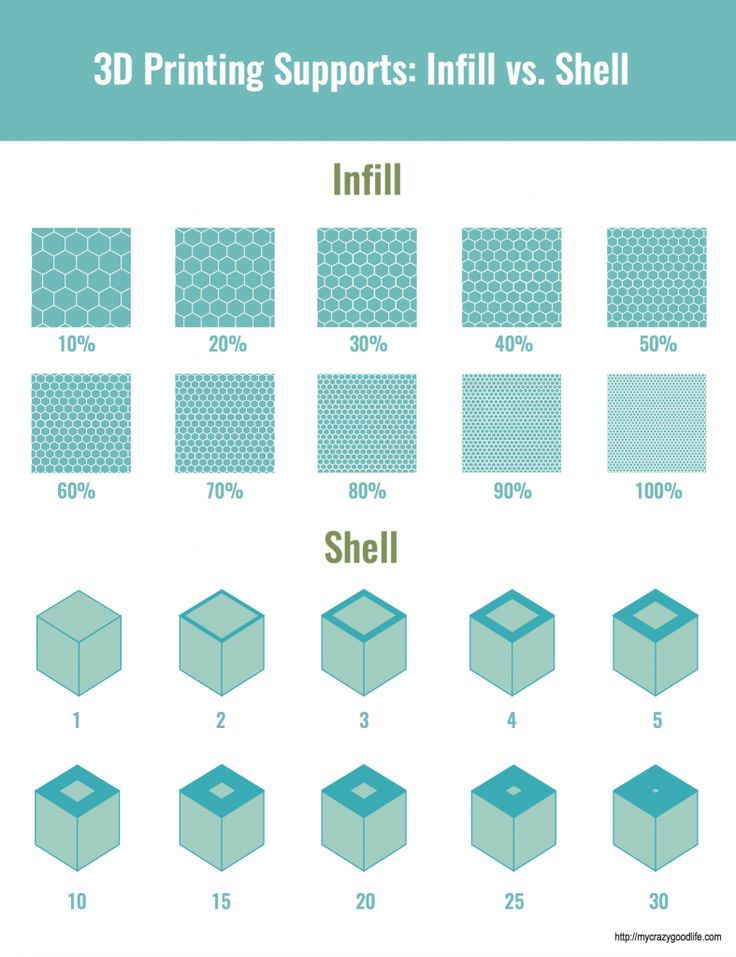 3D Printing Supports: Infill vs. Shell
Infill
10% 20% 30% 40% 50%
60% 70% 80% 90% 100%
Shell
1 2 3 4 5
10 15 20 25 30
http://mycrazygoodlife.com